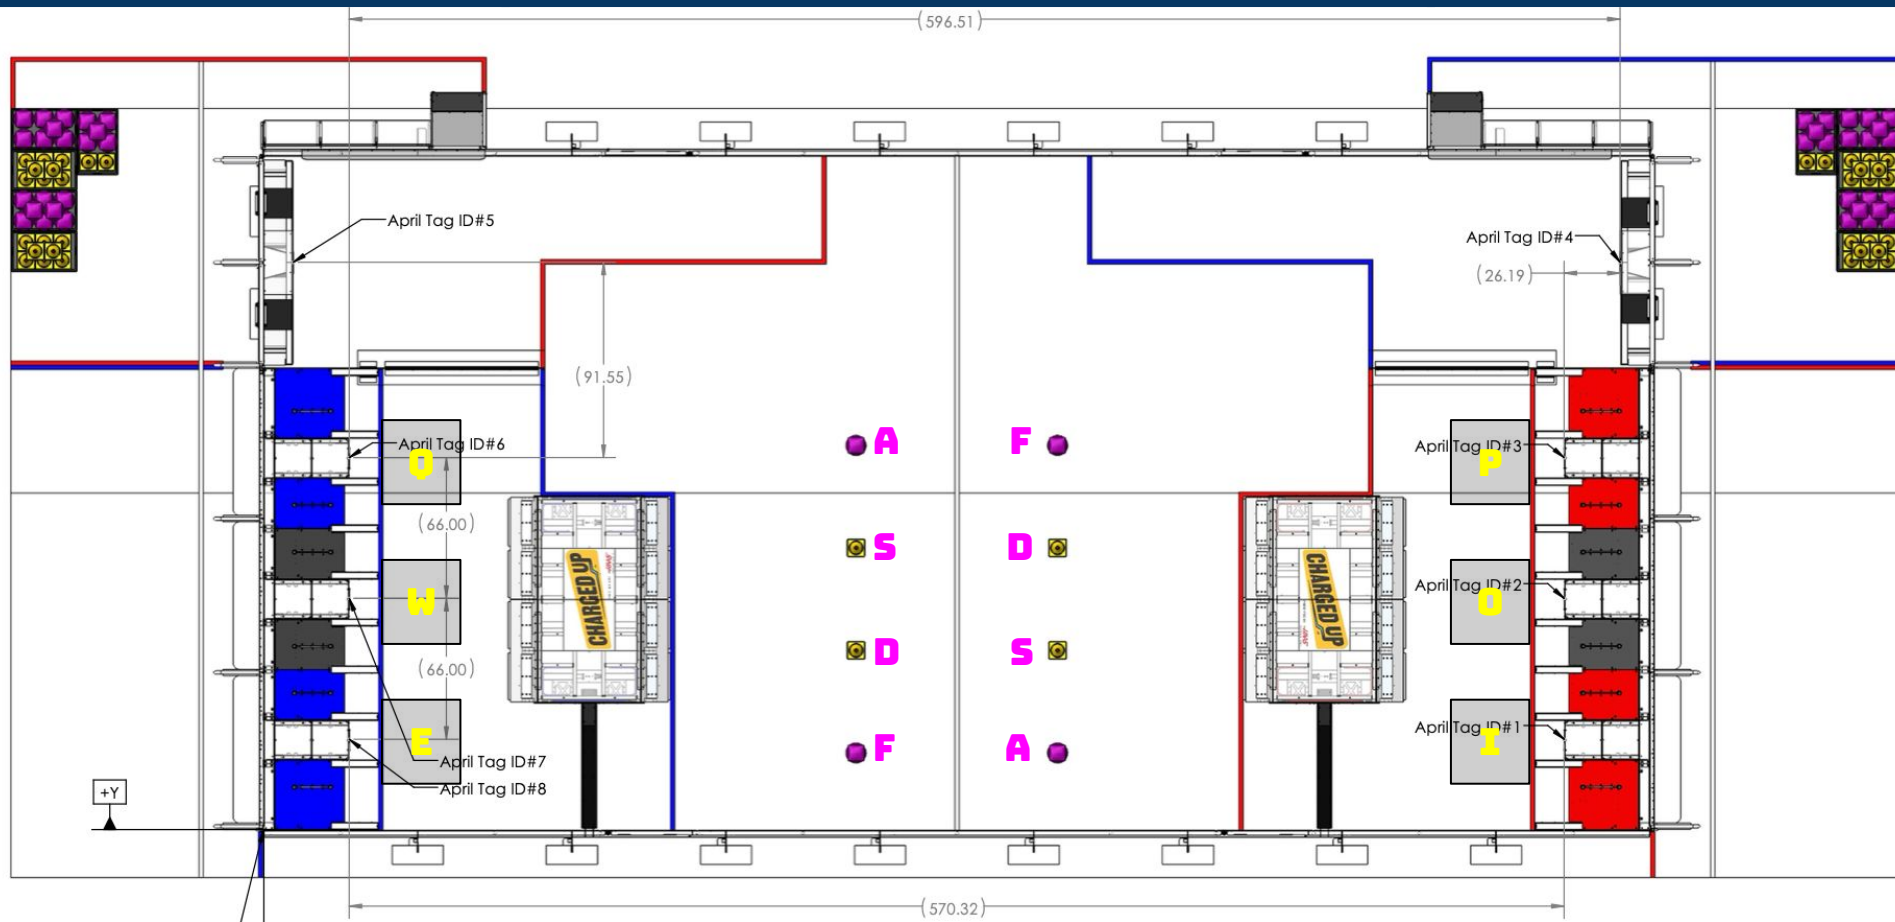 (596.51)
April Tag ID#5
April Tag ID#4
(26.19)
(91.55)
A
F
April Tag ID#6
Q
April Tag ID#3
P
(66.00)
S
D
CHARGED UP
CHARGED UP
April Tag ID#2
W
O
D
S
(66.00)
April Tag ID#1
E
I
F
A
April Tag ID#7
April Tag ID#8
+Y
(570.32)